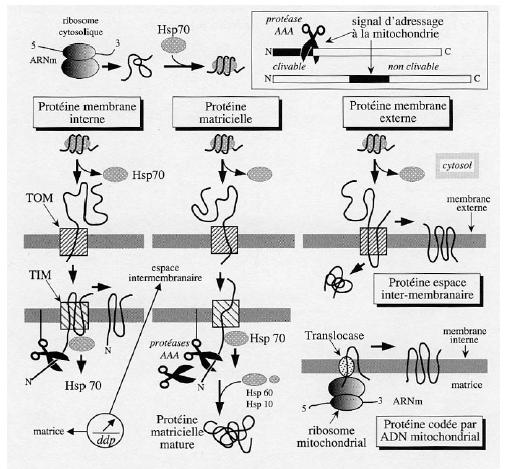 ribosome
cytosolique
5
3
ARNm
Hsp70
protéase
AAA
signal d'adressage
à la mitochondrie
N
C
clivable
non clivable
Protéine membrane
interne
Protéine
matricielle
Protéine membrane
externe
Hsp70
cytosol
TOM
membrane
externe
TIM
espace
intermembranaire
Protéine espace
inter-membranaire
N
Hsp 70
protéases
AAA
N
Hsp 70
Translocase
membrane
interne
matrice
Hsp 60
Hsp 10
5
3
ARNm
matrice
ddp
Protéine
matricielle
mature
ribosome
mitochondrial
Protéine codée par
ADN mitochondrial